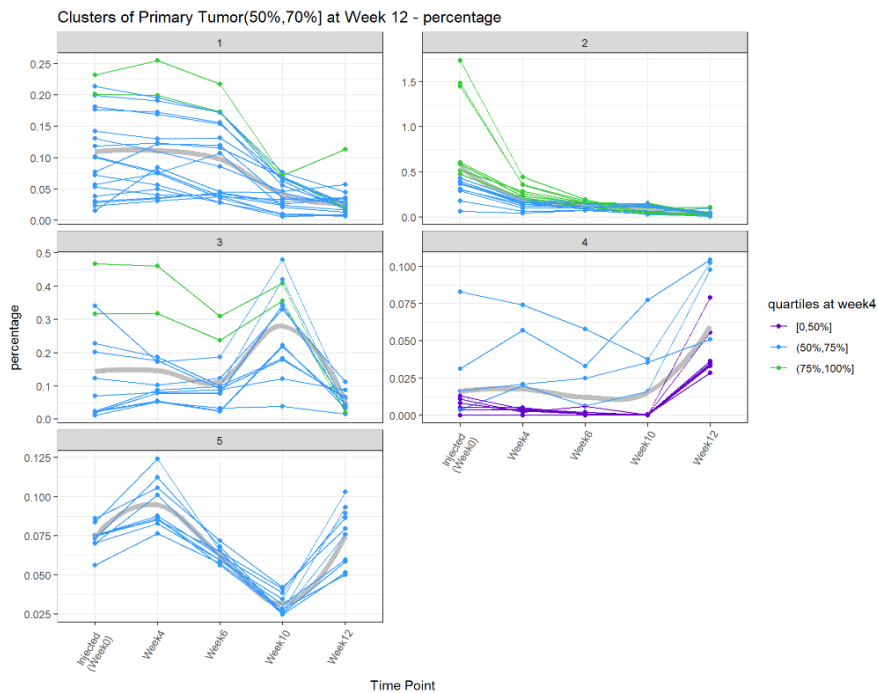 Clusters of Primary Tumor(50%,70%] at Week 12 - percentage
1
2
0.25
0.20
0.15
0.10
0.05
0.00
1.5
1.0
0.5
0.0
3
4
0.5
0.4
0.3
0.2
0.1
0.0
0.100
0.075
0.050
0.025
0.000
percentage
quartiles at week4
[0,50%]
(50%,75%]
(75%,100%]
Injected
(Week0)
Week4
Week6
Week10
Week12
5
0.125
0.100
0.075
0.050
0.025
Injected
(Week0)
Week4
Week6
Week10
Week12
Time Point